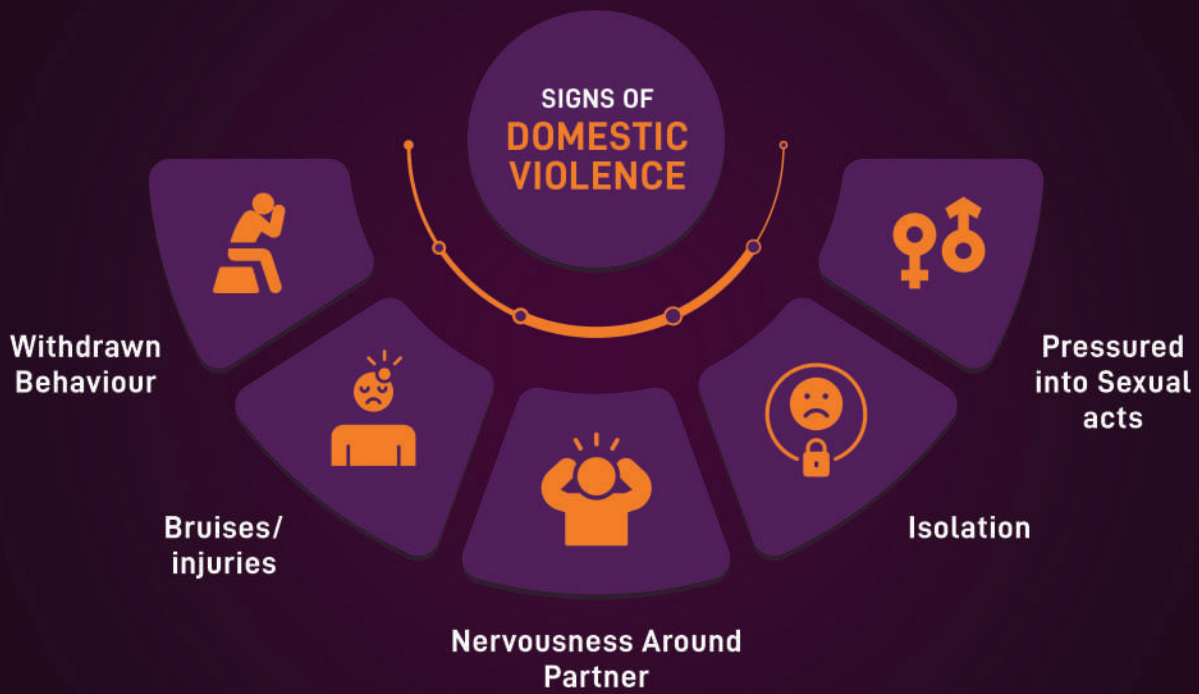 SIGNS OF
DOMESTIC
VIOLENCE
Withdrawn
Behaviour
Bruises/
injuries
Nervousness Around
Partner
Isolation
Pressured
into Sexual
acts